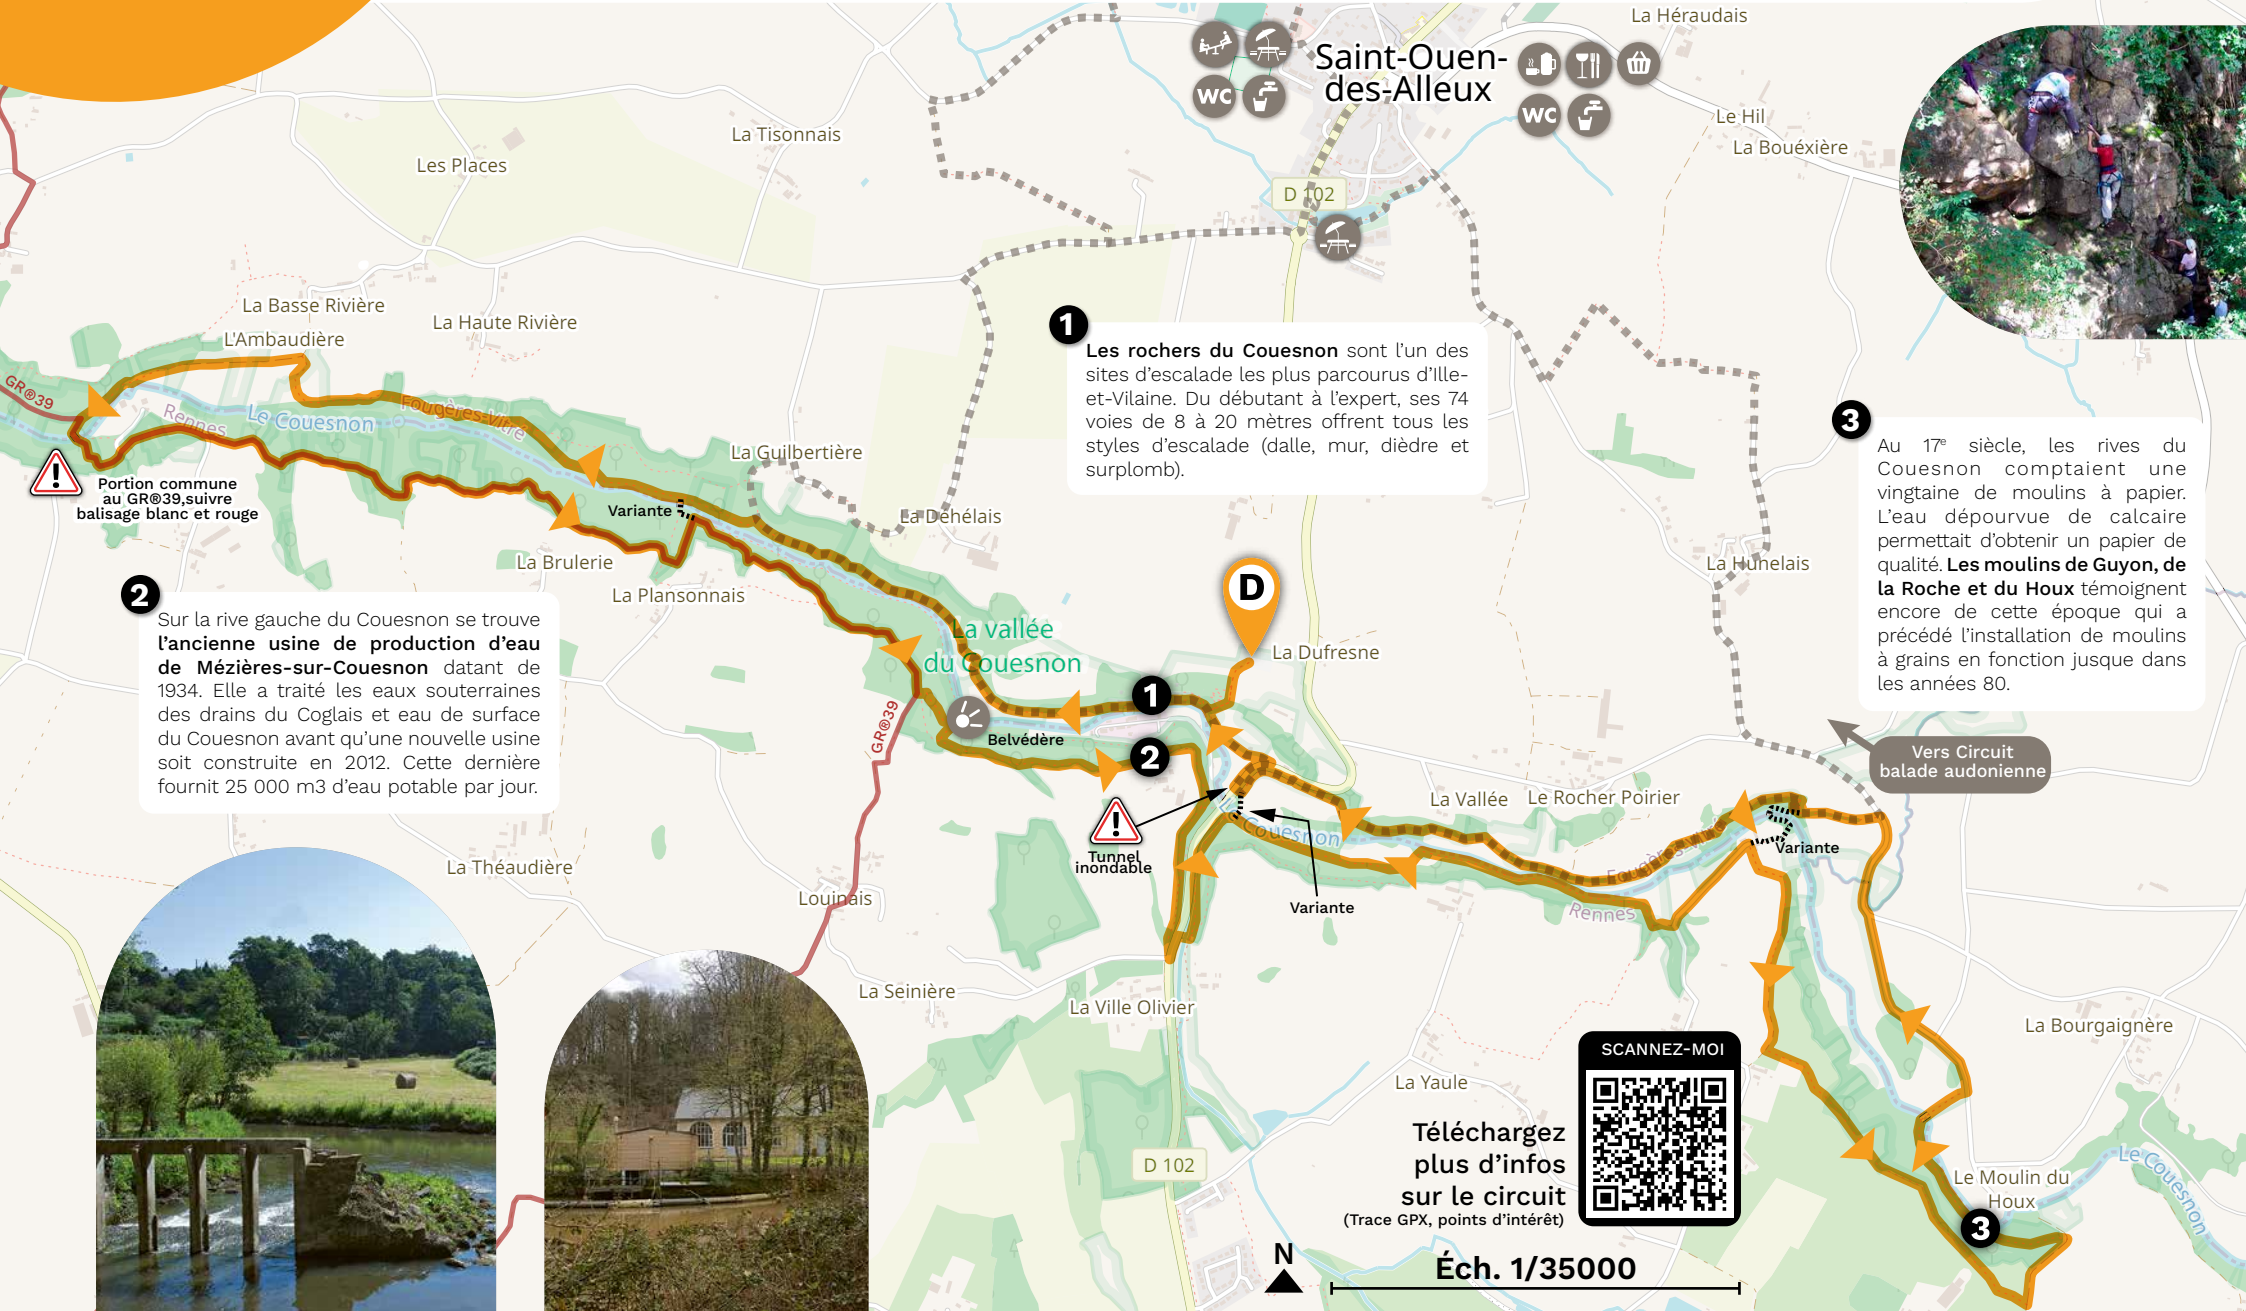 La Héraudais
Saint-Ouen-
des-Alleux
WC
WC
Le Hil
La Bouéxière
La Tisonnais
Les Places
D 102
La Basse Rivière
La Haute Rivière
L'Ambaudière
GR®39
Rennes
Le Couesnon
Fougères-Vitré
La Guilbertière
La Déhélais
1
Les rochers du Couesnon sont l'un des
sites d'escalade les plus parcourus d'Ille-
et-Vilaine. Du débutant à l'expert, ses 74
voies de 8 à 20 mètres offrent tous les
styles d'escalade (dalle, mur, dièdre et
surplomb).
3
Au 17e siècle, les rives du
Couesnon comptaient une
vingtaine de moulins à papier.
L'eau dépourvue de calcaire
permettait d'obtenir un papier de
qualité. Les moulins de Guyon, de
la Roche et du Houx témoignent
encore de cette époque qui a
précédé l'installation de moulins
à grains en fonction jusque dans
les années 80.
!
Portion commune
au GR®39,suivre
balisage blanc et rouge
Variante
La Brulerie
La Plansonnais
La Hunelais
2
Sur la rive gauche du Couesnon se trouve
l'ancienne usine de production d'eau
de Mézières-sur-Couesnon datant de
1934. Elle a traité les eaux souterraines
des drains du Coglais et eau de surface
du Couesnon avant qu'une nouvelle usine
soit construite en 2012. Cette dernière
fournit 25 000 m3 d'eau potable par jour.
La vallée
du Couesnon
D
La Dufresne
1
GR®39
Belvédère
2
Vers Circuit
balade audonienne
La Vallée
Le Rocher Poirier
!
Tunnel
inondable
Couesnon
Variante
Fougères-Vitré
Variante
Rennes
La Théaudière
Louinais
La Seinière
La Ville Olivier
La Bourgaignère
La Yaule
SCANNEZ-MOI
Téléchargez
plus d'infos
sur le circuit
(Trace GPX, points d'intérêt)
D 102
Le Moulin du
Houx
Le Couesnon
3
N
Éch. 1/35000